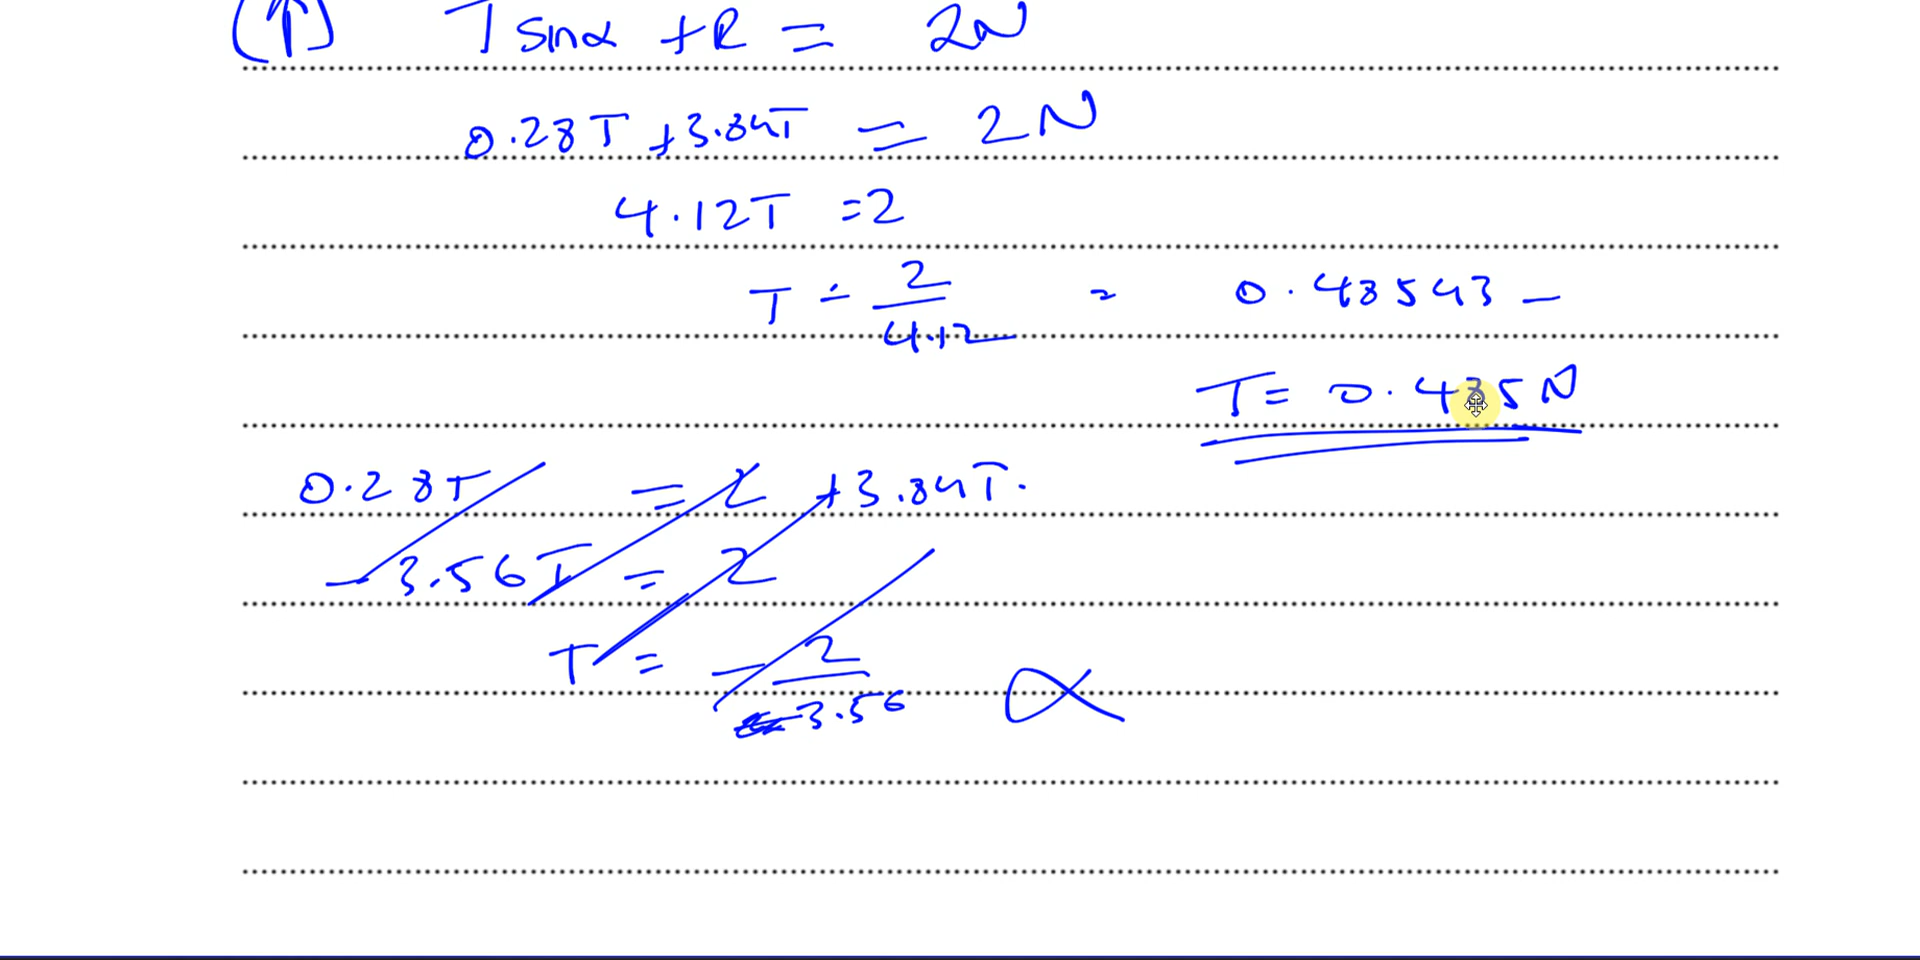 (↑) T sinα + R = 2N
0.28T + 3.84T = 2N
4.12T = 2
T = 2/4.12 = 0.48543 –
T = 0.485 N
0.28T = 2 + 3.84T.
-3.56T = 2
T = -2/3.56